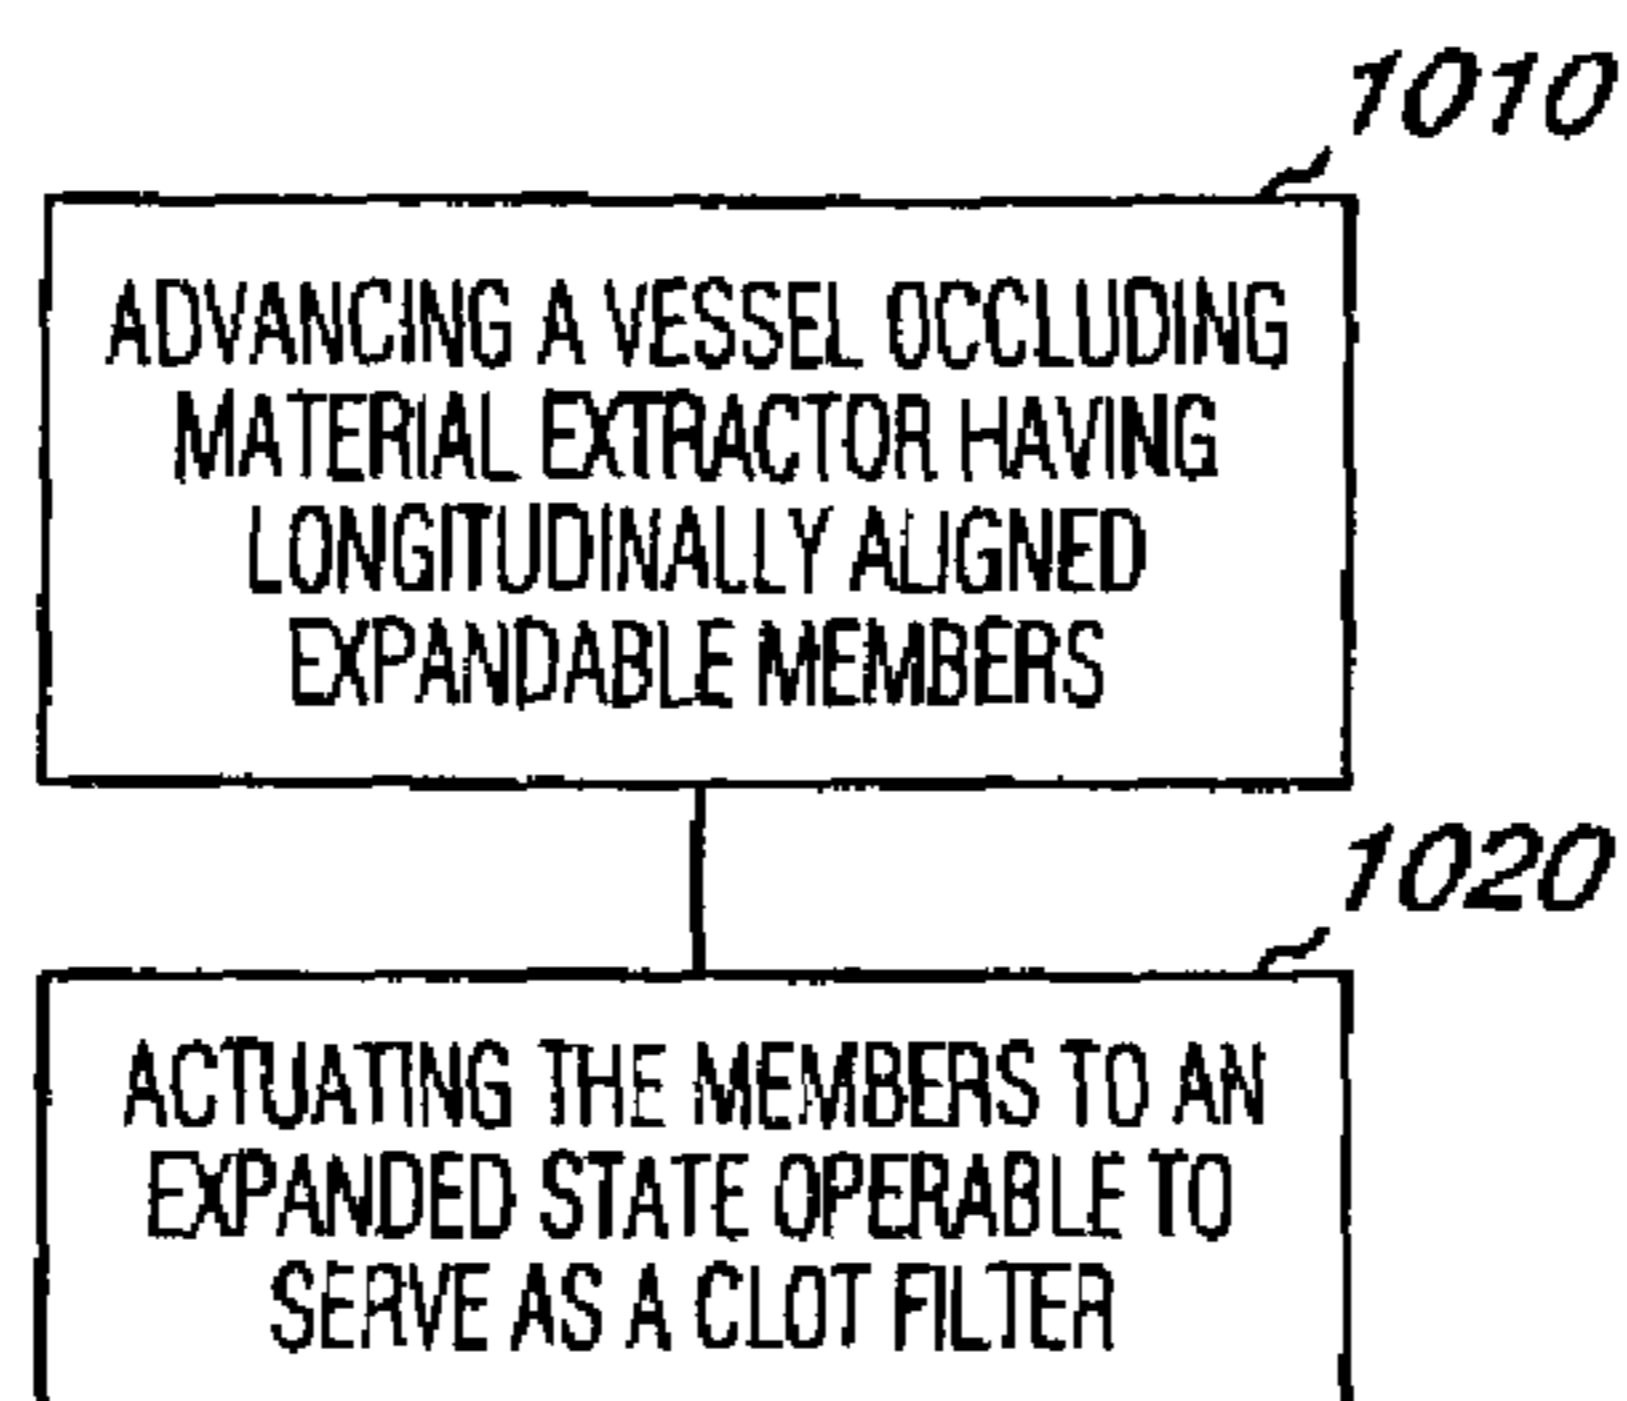 1010
ADVANCING A VESSEL OCCLUDING
MATERIAL EXTRACTOR HAVING
LONGITUDINALLY ALIGNED
EXPANDABLE MEMBERS
1020
ACTUATING THE MEMBERS TO AN
EXPANDED STATE OPERABLE TO
SERVE AS A CLOT FILTER